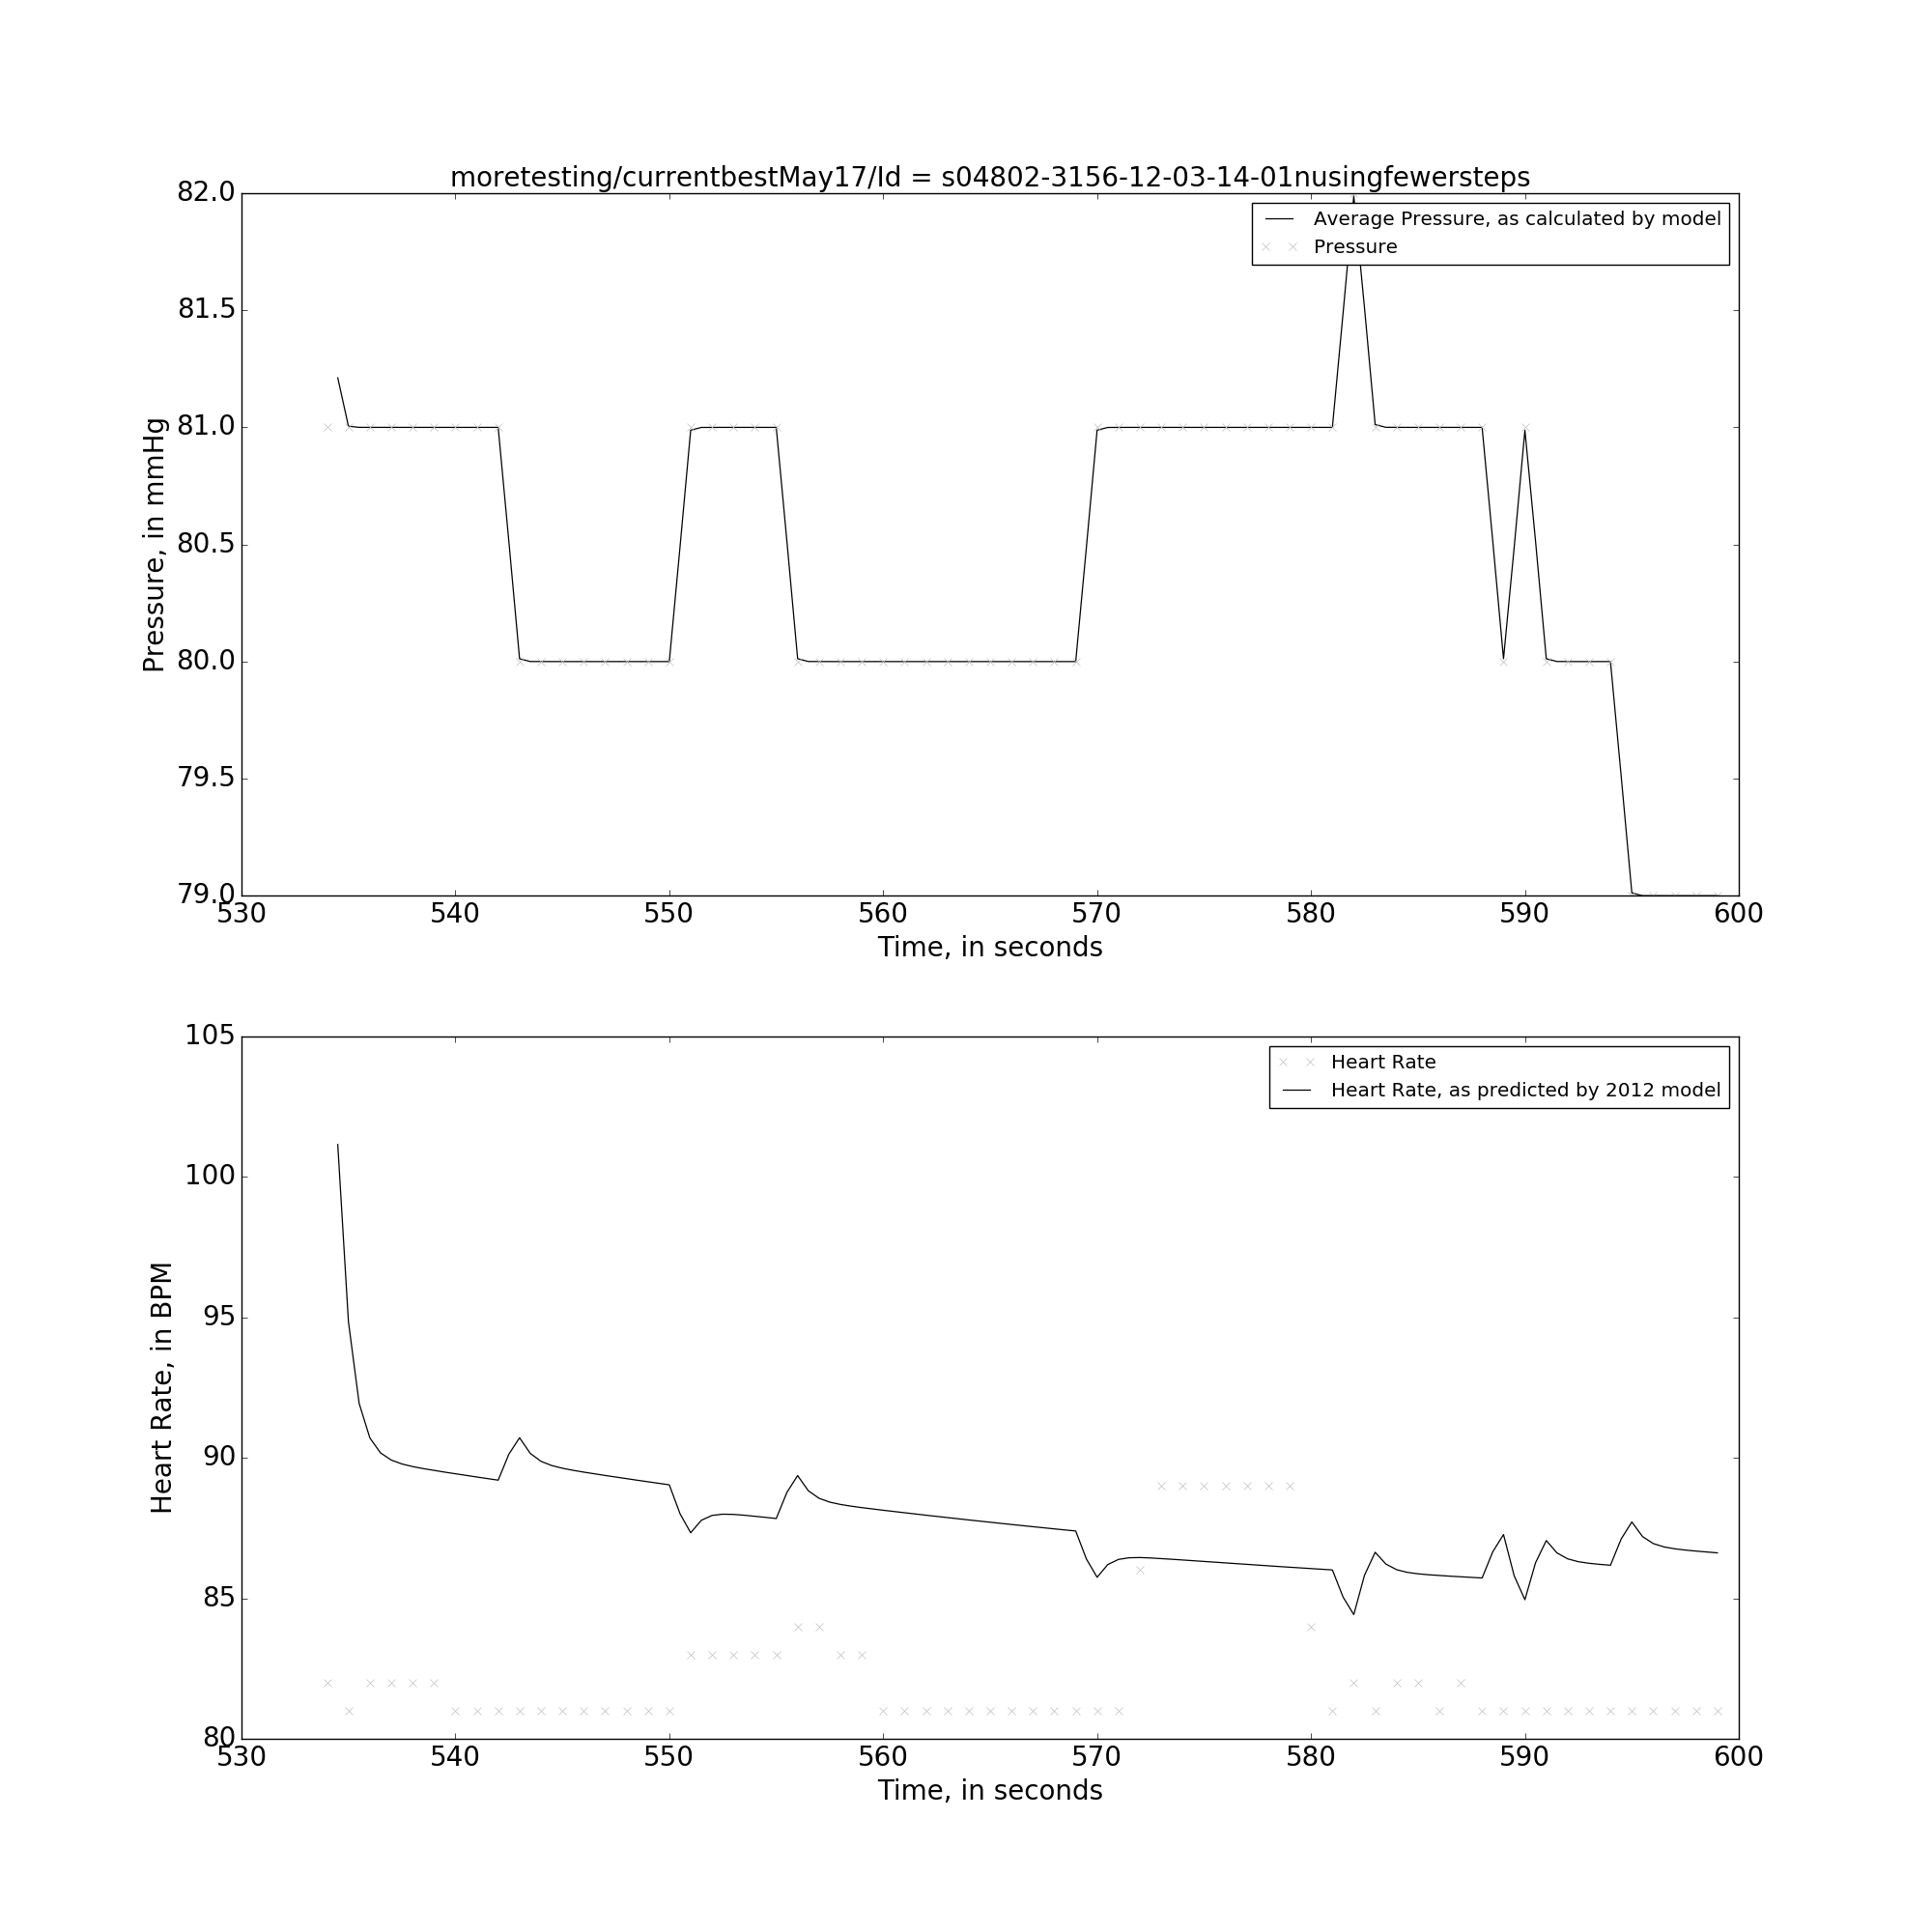 moretesting/currentbestMay17/Id = s04802-3156-12-03-14-01nusingfewersteps
82.0
81.5
81.0
80.5
80.0
79.5
79.0
Pressure, in mmHg
Average Pressure, as calculated by model
Pressure
530 540 550 560 570 580 590 600
Time, in seconds
105
100
95
90
85
80
Heart Rate, in BPM
Heart Rate
Heart Rate, as predicted by 2012 model
530 540 550 560 570 580 590 600
Time, in seconds